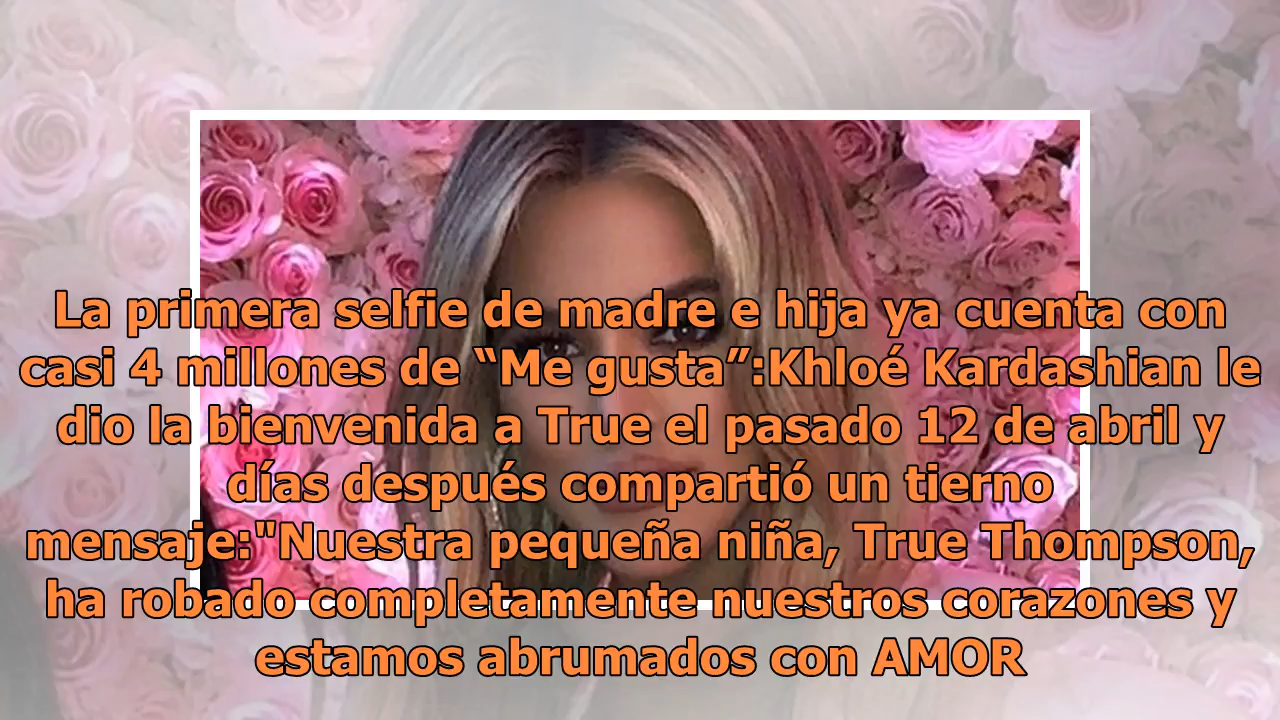 La primera selfie de madre e hija ya cuenta con
casi 4 millones de “Me gusta”:Khloé Kardashian le
dio la bienvenida a True el pasado 12 de abril y
días después compartió un tierno
mensaje:"Nuestra pequeña niña, True Thompson,
ha robado completamente nuestros corazones y
estamos abrumados con AMOR